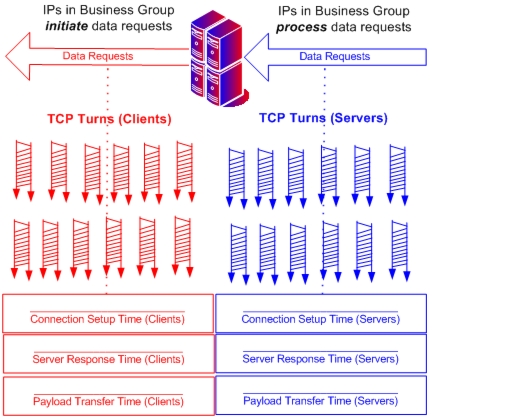 IPs in Business Group
initiate data requests
IPs in Business Group
process data requests
Data Requests
Data Requests
TCP Turns (Clients)
TCP Turns (Servers)
Connection Setup Time (Clients)
Connection Setup Time (Servers)
Server Response Time (Clients)
Server Response Time (Servers)
Payload Transfer Time (Clients)
Payload Transfer Time (Servers)